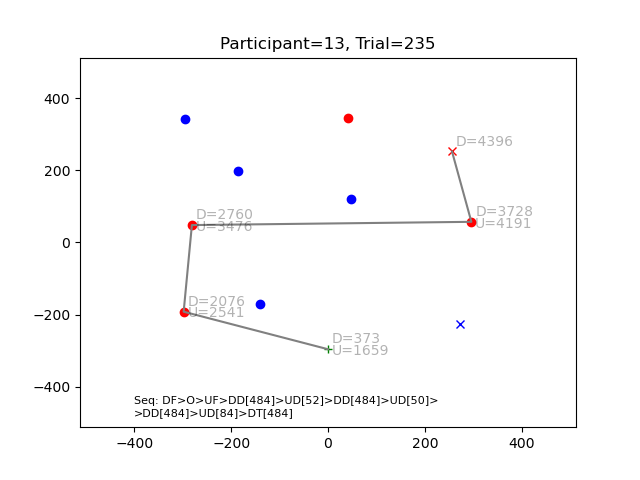 Participant=13, Trial=235
400
200
0
−200
−400
D=4396
D=2760
U=3476
D=3728
U=4191
D=2076
U=2541
D=373
U=1659
Seq: DF>O>UF>DD[484]>UD[52]>DD[484]>UD[50]>
>DD[484]>UD[84]>DT[484]
−400 −200 0 200 400